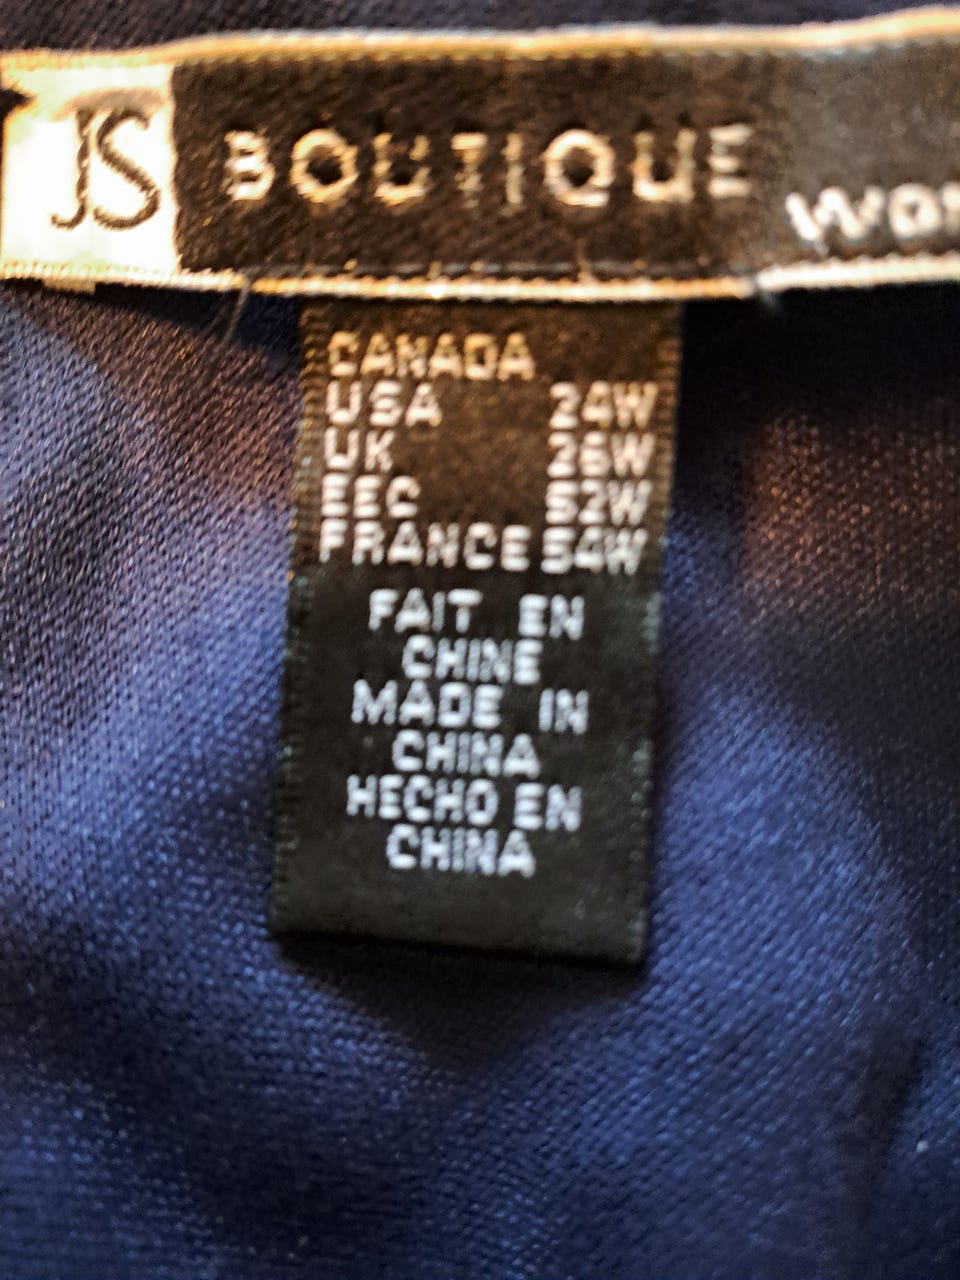 JS BOUTIQUE
CANADA
USA 24W
UK 26W
EEC 52W
FRANCE 54W
FAIT EN
CHINE
MADE IN
CHINA
HECHO EN
CHINA